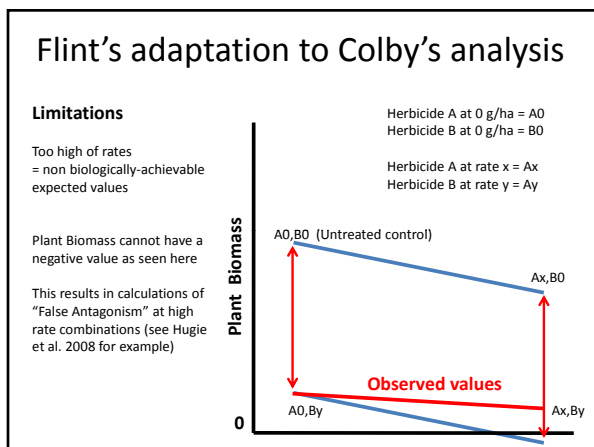 Flint’s adaptation to Colby’s analysis
Limitations
Too high of rates
= non biologically-achievable
expected values
Plant Biomass cannot have a
negative value as seen here
This results in calculations of
“False Antagonism” at high
rate combinations (see Hugie
et al. 2008 for example)
Herbicide A at 0 g/ha = A0
Herbicide B at 0 g/ha = B0
Herbicide A at rate x = Ax
Herbicide B at rate y = Ay
Plant Biomass
A0,B0 (Untreated control)
Ax,B0
Observed values
A0,By
Ax,By
0